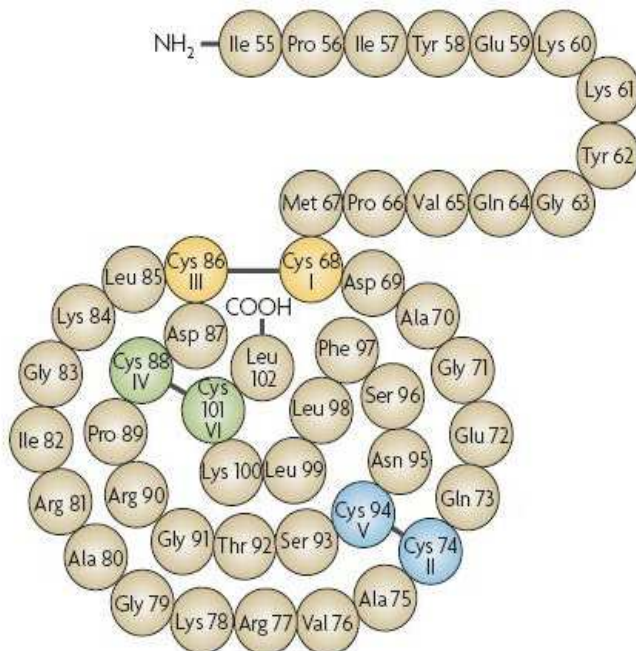 NH2
Ile 55
Pro 56
Ile 57
Tyr 58
Glu 59
Lys 60
Lys 61
Tyr 62
Gly 63
Gln 64
Val 65
Pro 66
Met 67
Cys 68
I
Asp 69
Ala 70
Gly 71
Glu 72
Gln 73
Cys 74
II
Ala 75
Val 76
Arg 77
Lys 78
Gly 79
Ala 80
Arg 81
Ile 82
Gly 83
Lys 84
Leu 85
Cys 86
III
Asp 87
Cys 88
IV
Pro 89
Arg 90
Gly 91
Thr 92
Ser 93
Cys 94
V
Asn 95
Ser 96
Phe 97
Leu 98
Leu 99
Lys 100
Cys
101
VI
Leu
102
COOH